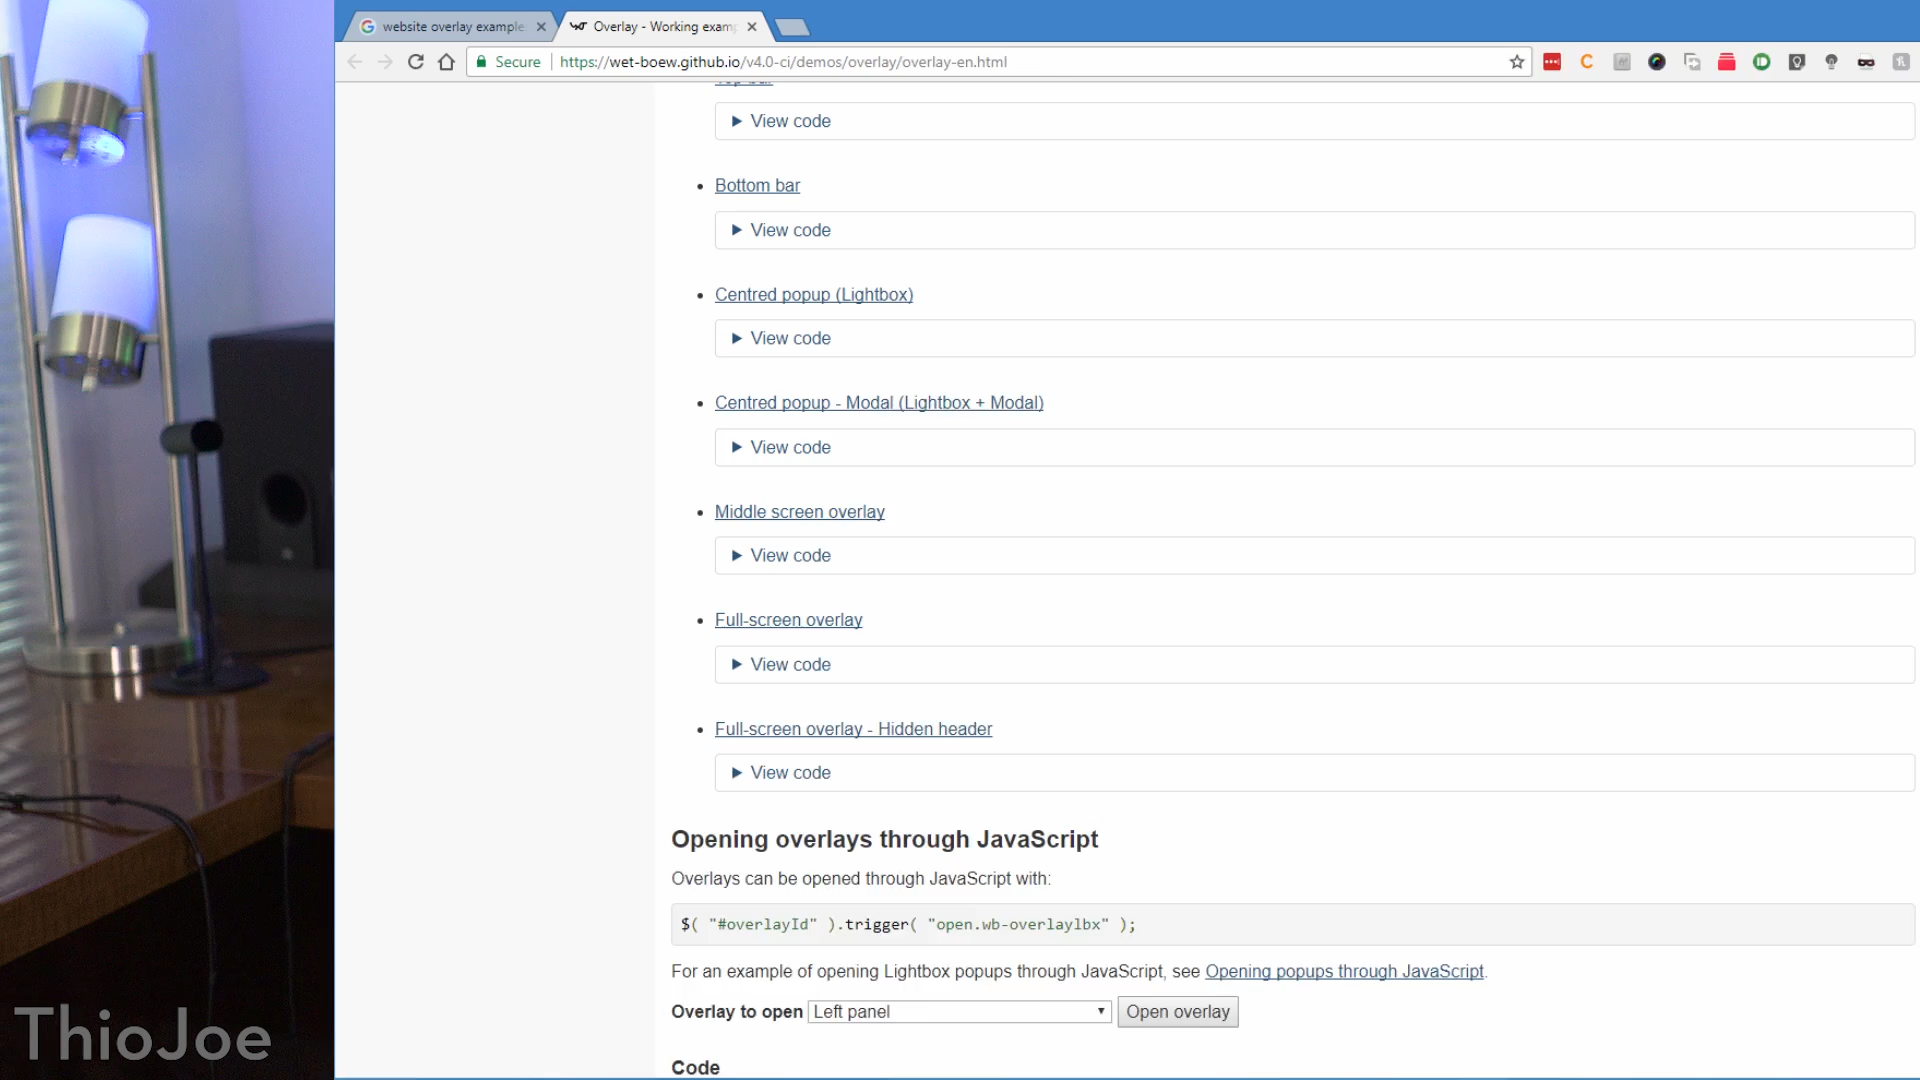 website overlay example
Overlay - Working exam
Secure
https://wet-boew.github.io/v4.0-ci/demos/overlay/overlay-en.html
View code
Bottom bar
View code
Centred popup (Lightbox)
View code
Centred popup - Modal (Lightbox + Modal)
View code
Middle screen overlay
View code
Full-screen overlay
View code
Full-screen overlay - Hidden header
View code
Opening overlays through JavaScript
Overlays can be opened through JavaScript with:
$( "#overlayId" ).trigger( "open.wb-overlaylbx" );
For an example of opening Lightbox popups through JavaScript, see Opening popups through JavaScript.
Overlay to open Left panel Open overlay
Code
ThioJoe